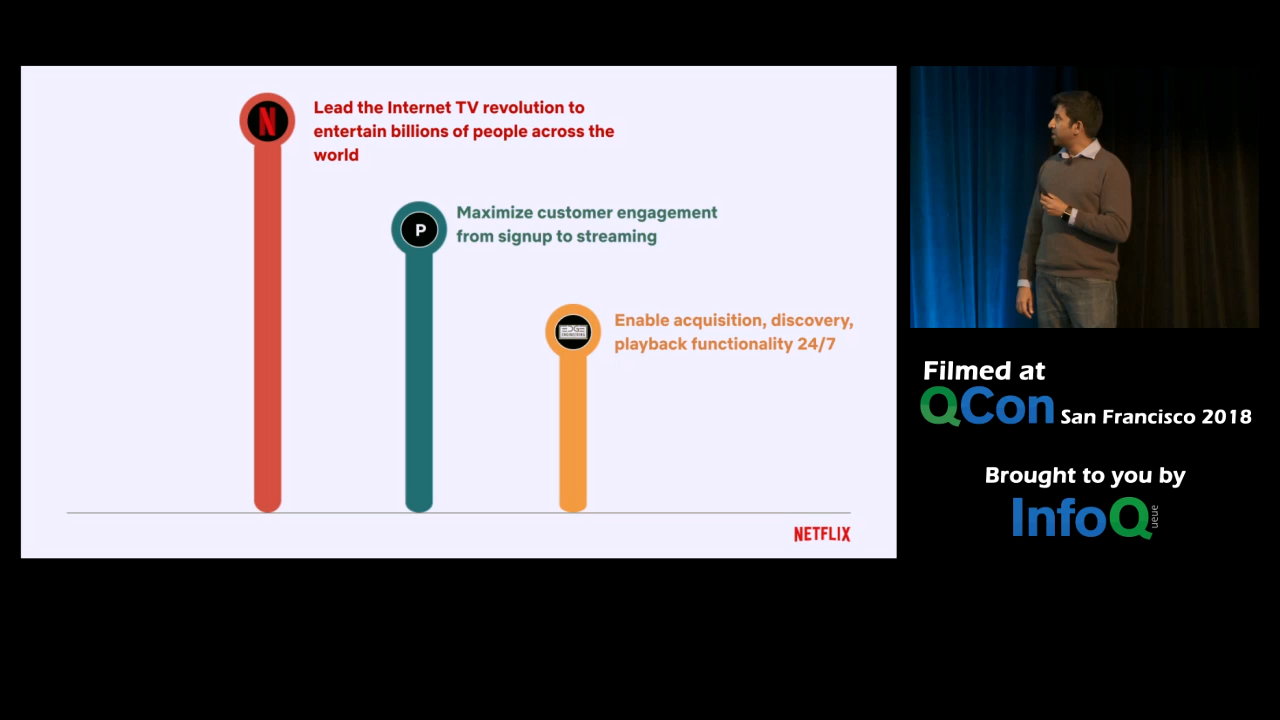 N
Lead the Internet TV revolution to
entertain billions of people across the
world
P
Maximize customer engagement
from signup to streaming
EDGE
Enable acquisition, discovery,
playback functionality 24/7
NETFLIX
Filmed at
QCon San Francisco 2018
Brought to you by
InfoQ
ueue